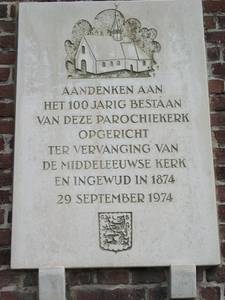 AANDENKEN AAN
HET 100 JARIG BESTAAN
VAN DEZE PAROCHIEKERK
OPGERICHT
TER VERVANGING VAN
DE MIDDELEEUWSE KERK
EN INGEWIJD IN 1874
29 SEPTEMBER 1974